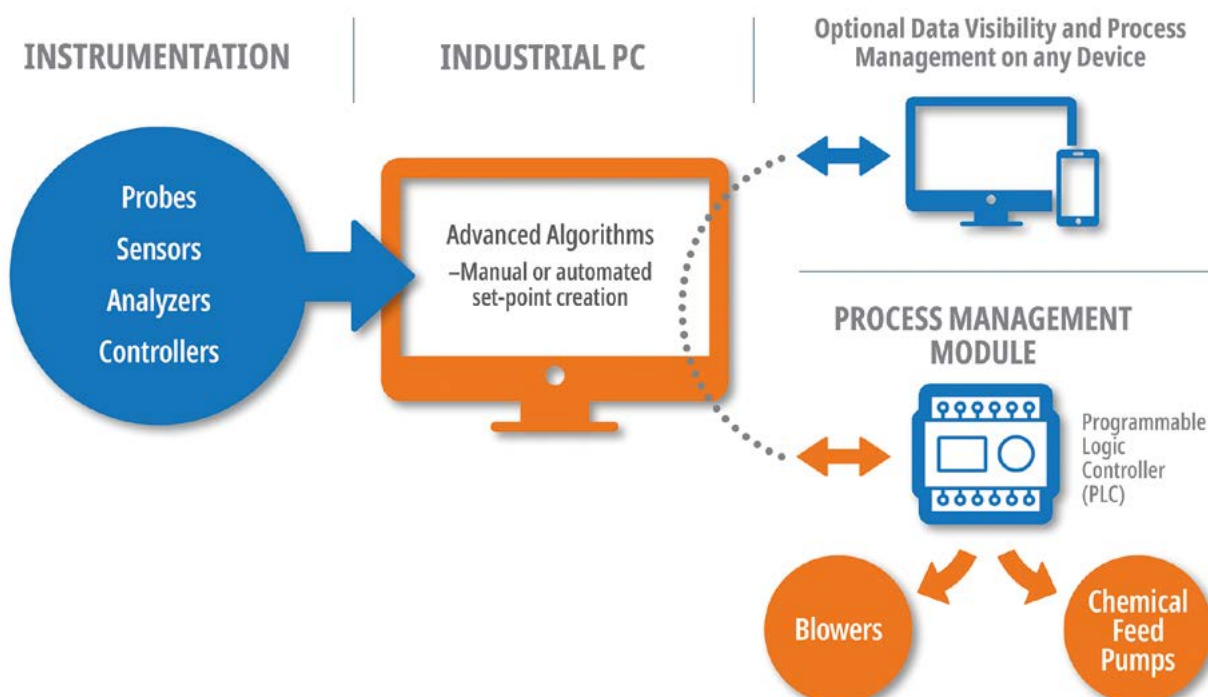 INSTRUMENTATION
Probes
Sensors
Analyzers
Controllers
INDUSTRIAL PC
Advanced Algorithms
–Manual or automated
set-point creation
Optional Data Visibility and Process
Management on any Device
PROCESS MANAGEMENT
MODULE
Programmable
Logic
Controller
(PLC)
Blowers
Chemical
Feed
Pumps